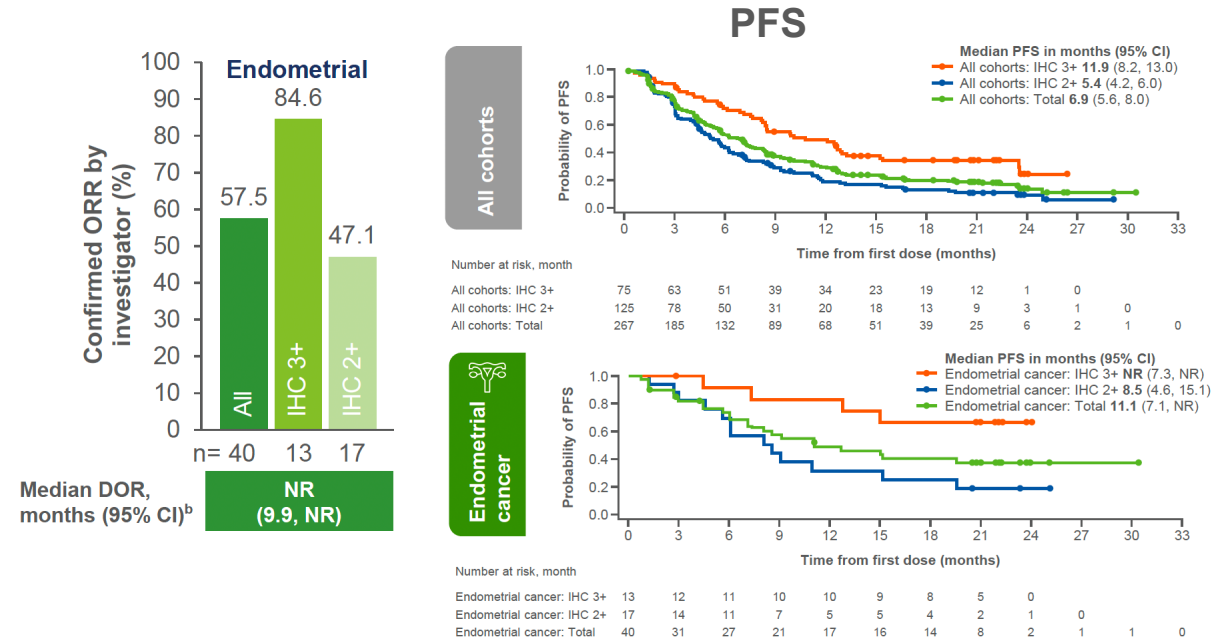 PFS
Endometrial
Confirmed ORR by
investigator (%)
100
90
80
70
60
50
40
30
20
10
0
57.5
84.6
47.1
All
IHC 3+
IHC 2+
n= 40 13 17
Median DOR,
months (95% CI)b
NR
(9.9, NR)
All cohorts
Median PFS in months (95% CI)
All cohorts: IHC 3+ 11.9 (8.2, 13.0)
All cohorts: IHC 2+ 5.4 (4.2, 6.0)
All cohorts: Total 6.9 (5.6, 8.0)
Probability of PFS
1.0
0.8
0.6
0.4
0.2
0.0
0 3 6 9 12 15 18 21 24 27 30 33
Time from first dose (months)
Number at risk, month
All cohorts: IHC 3+ 75 63 51 39 34 23 19 12 1 0
All cohorts: IHC 2+ 125 78 50 31 20 18 13 9 3 1 0
All cohorts: Total 267 185 132 89 68 51 39 25 6 2 1 0
Endometrial
cancer
Median PFS in months (95% CI)
Endometrial cancer: IHC 3+ NR (7.3, NR)
Endometrial cancer: IHC 2+ 8.5 (4.6, 15.1)
Endometrial cancer: Total 11.1 (7.1, NR)
Probability of PFS
1.0
0.8
0.6
0.4
0.2
0.0
0 3 6 9 12 15 18 21 24 27 30 33
Time from first dose (months)
Number at risk, month
Endometrial cancer: IHC 3+ 13 12 11 10 10 9 8 5 0
Endometrial cancer: IHC 2+ 17 14 11 7 5 5 4 2 1 0
Endometrial cancer: Total 40 31 27 21 17 16 14 8 2 1 1 0